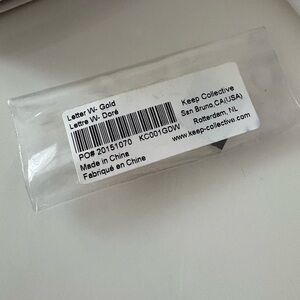 Letter W- Gold
Lettre W- Doré
PO# 20151070 KC001GDW
Made in China
Fabriqué en Chine
Keep Collective
San Bruno,CA(USA)
Rotterdam, NL
www.keep-collective.com